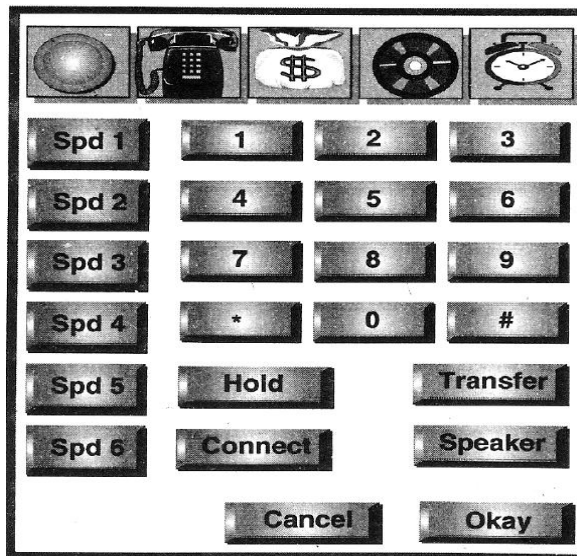 $
Spd 1 1 2 3
Spd 2 4 5 6
Spd 3 7 8 9
Spd 4 * 0 #
Spd 5 Hold Transfer
Spd 6 Connect Speaker
Cancel Okay